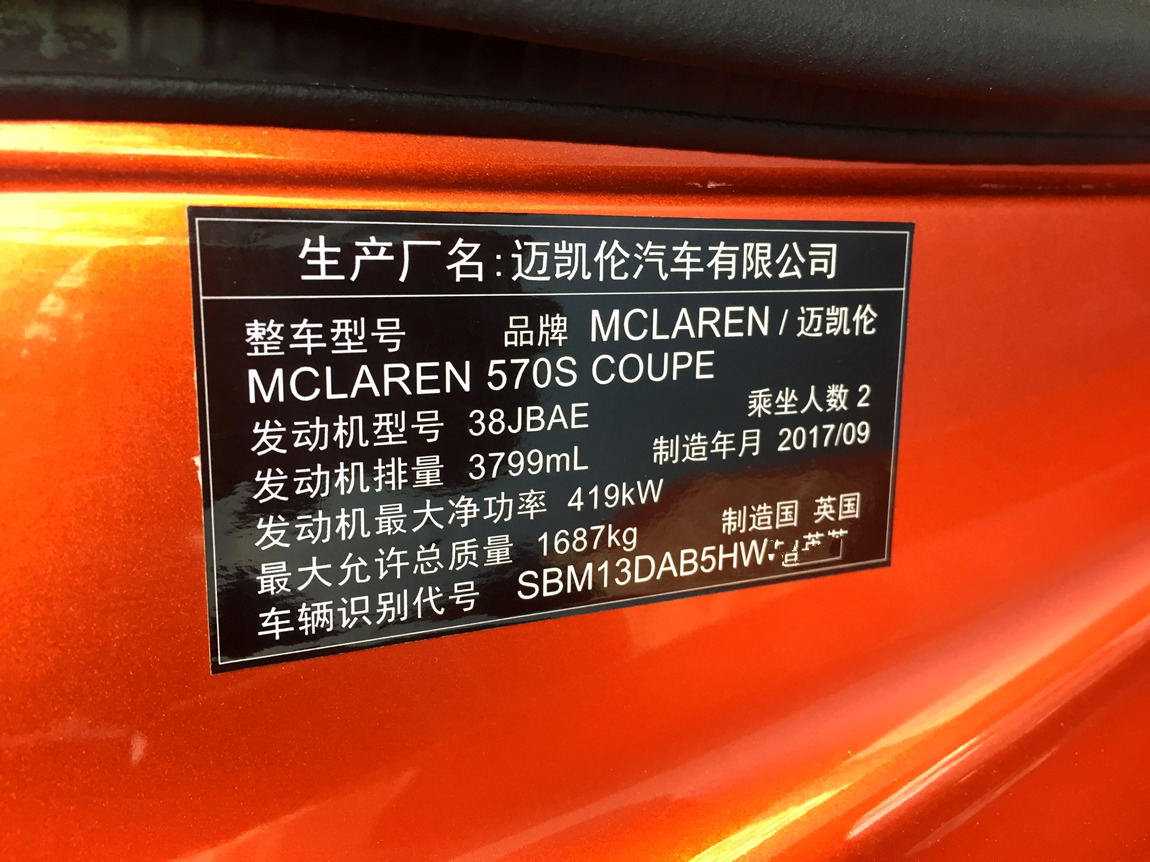 生产厂名:迈凯伦汽车有限公司
整车型号 品牌 MCLAREN / 迈凯伦
MCLAREN 570S COUPE
发动机型号 38JBAE 乘坐人数 2
发动机排量 3799mL 制造年月 2017/09
发动机最大净功率 419kW
最大允许总质量 1687kg 制造国 英国
车辆识别代号 SBM13DAB5HW